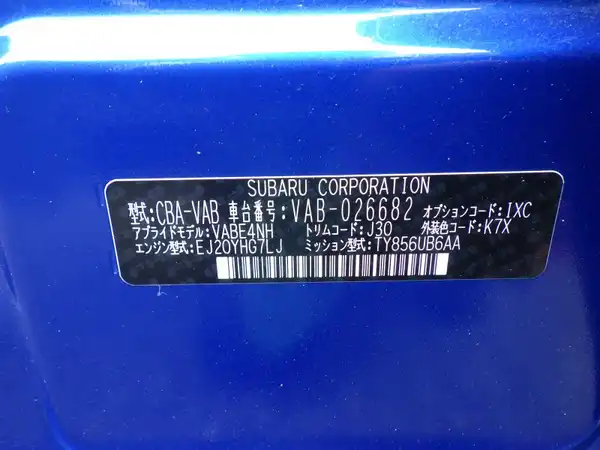 SUBARU CORPORATION
型式:CBA-VAB 車台番号:VAB-026682 オプションコード:IXC
アプライドモデル:VABE4NH トリムコード:J30 外装色コード:K7X
エンジン型式:EJ20YHG7LJ ミッション型式:TY856UB6AA